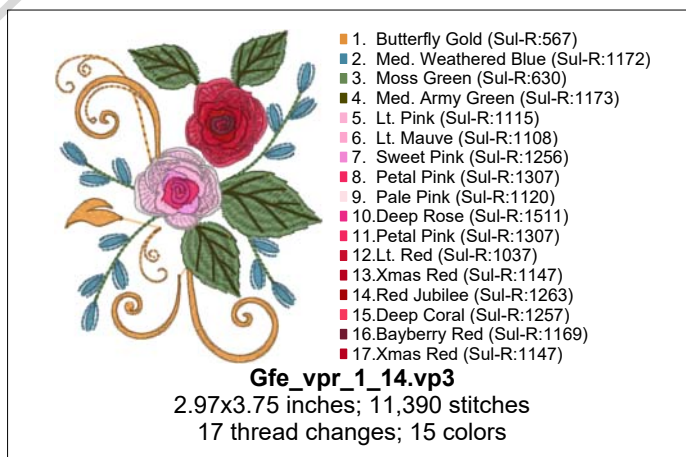 1. Butterfly Gold (Sul-R:567)
2. Med. Weathered Blue (Sul-R:1172)
3. Moss Green (Sul-R:630)
4. Med. Army Green (Sul-R:1173)
5. Lt. Pink (Sul-R:1115)
6. Lt. Mauve (Sul-R:1108)
7. Sweet Pink (Sul-R:1256)
8. Petal Pink (Sul-R:1307)
9. Pale Pink (Sul-R:1120)
10.Deep Rose (Sul-R:1511)
11.Petal Pink (Sul-R:1307)
12.Lt. Red (Sul-R:1037)
13.Xmas Red (Sul-R:1147)
14.Red Jubilee (Sul-R:1263)
15.Deep Coral (Sul-R:1257)
16.Bayberry Red (Sul-R:1169)
17.Xmas Red (Sul-R:1147)
Gfe_vpr_1_14.vp3
2.97x3.75 inches; 11,390 stitches
17 thread changes; 15 colors